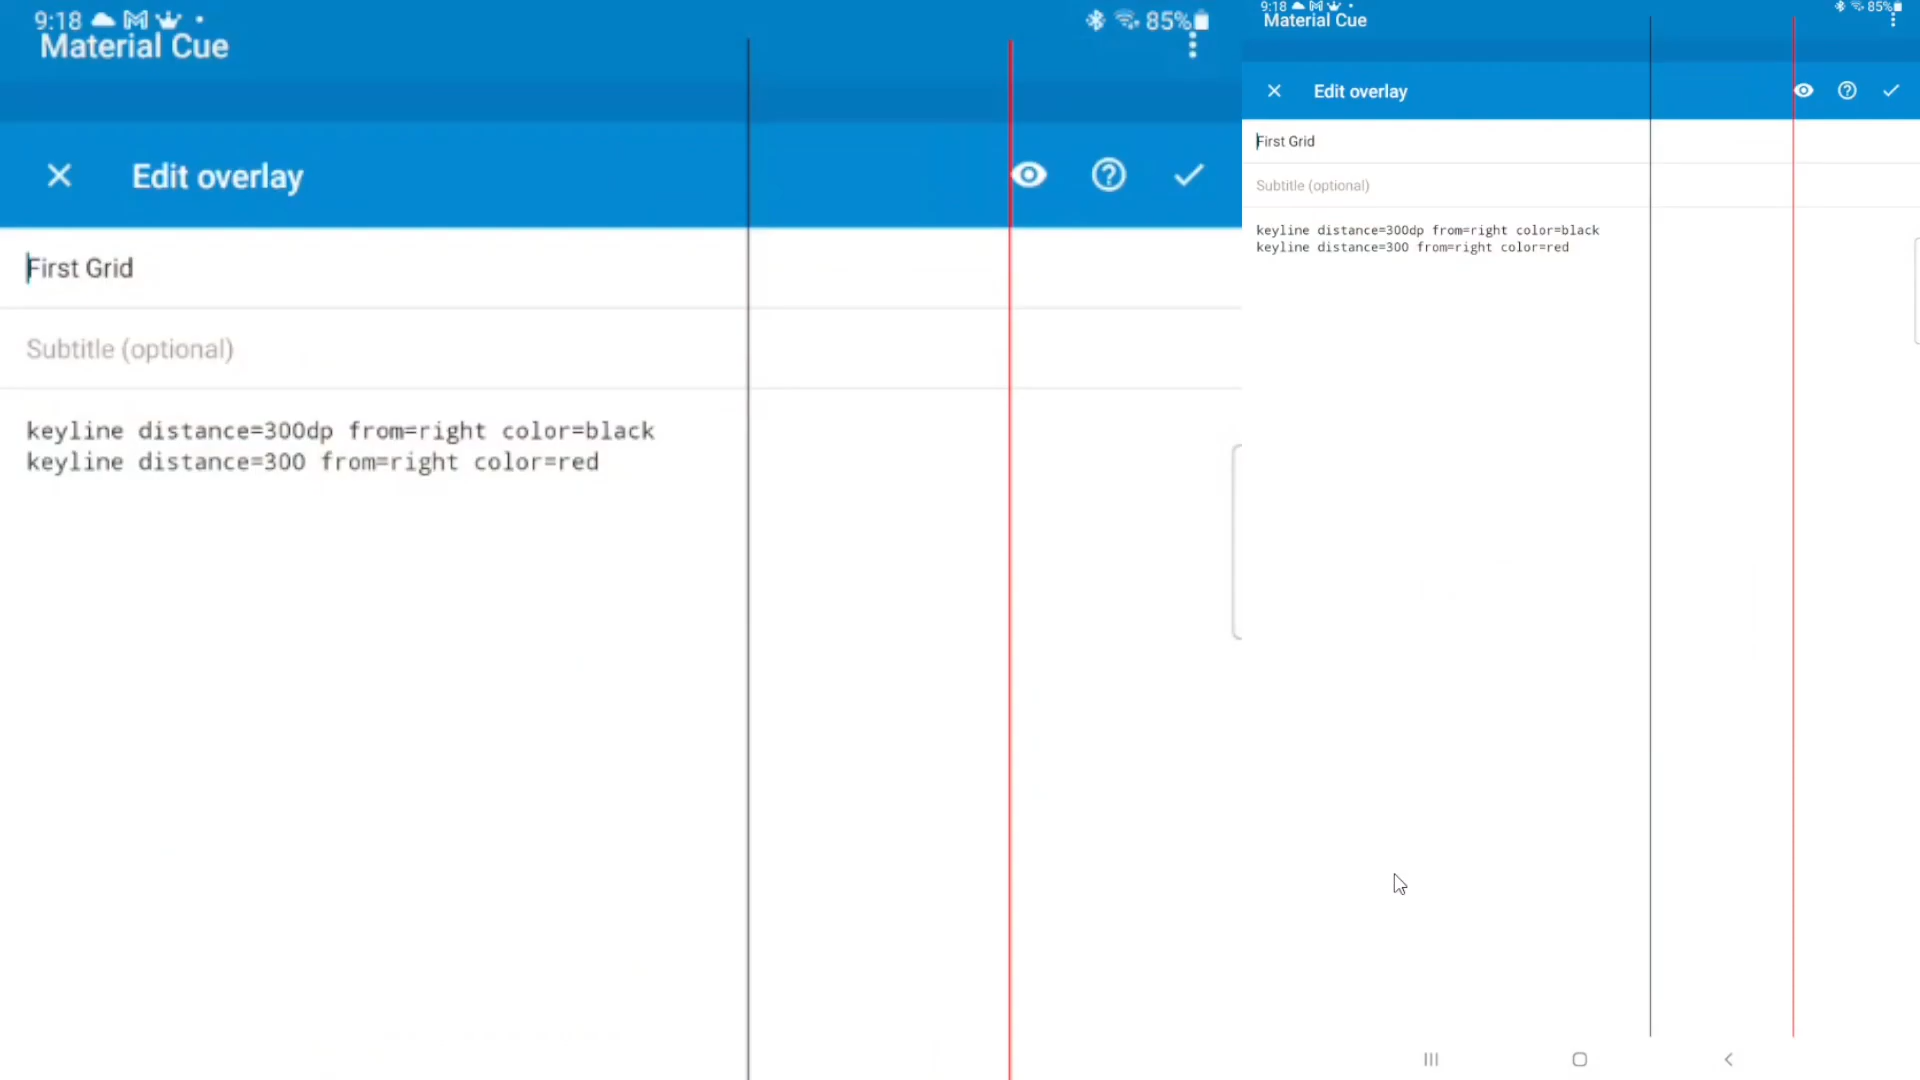 9:18
85%
Material Cue
Edit overlay
First Grid
Subtitle (optional)
keyline distance=300dp from=right color=black
keyline distance=300 from=right color=red
9:18
85%
Material Cue
Edit overlay
First Grid
Subtitle (optional)
keyline distance=300dp from=right color=black
keyline distance=300 from=right color=red